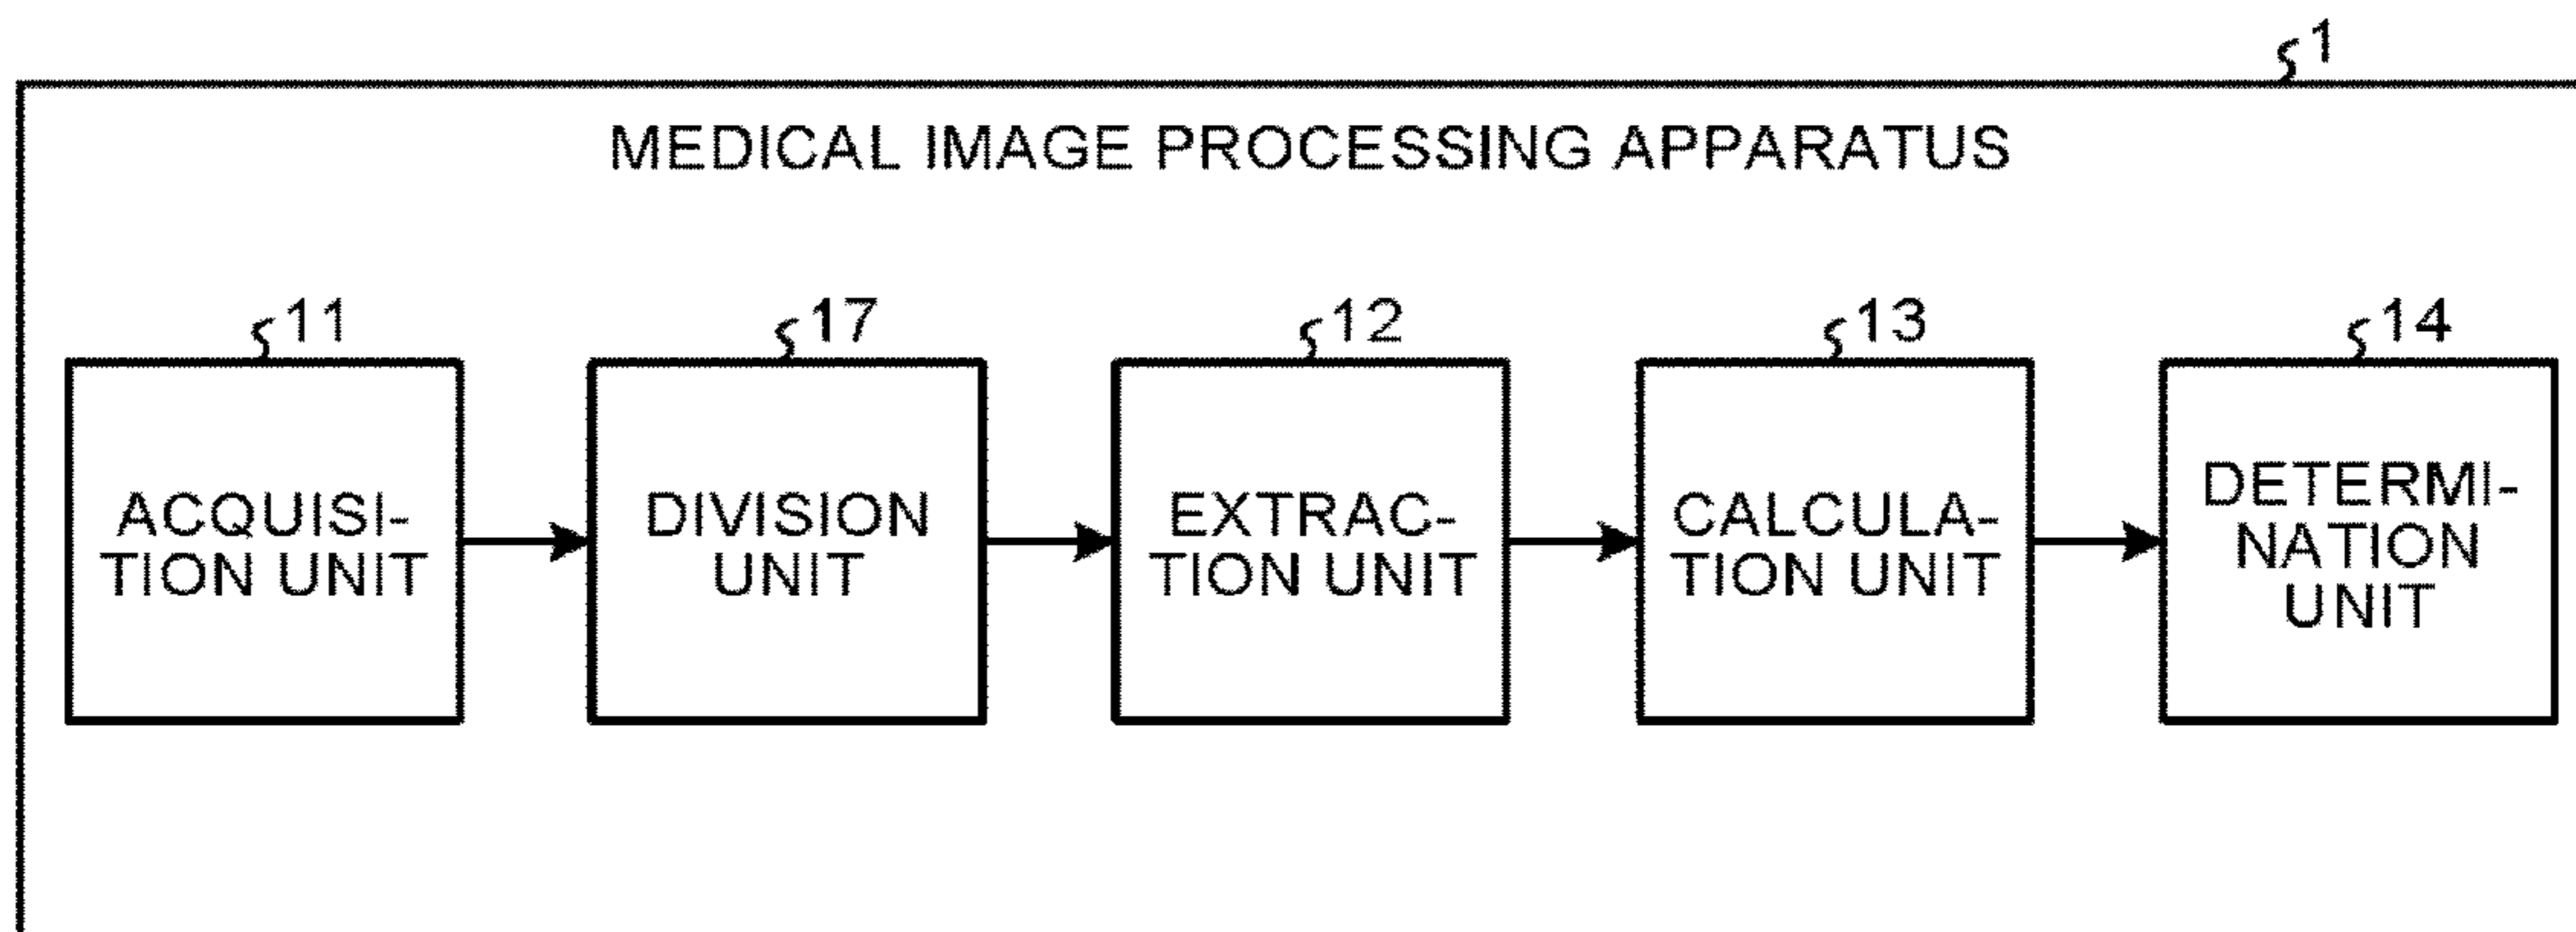 1
MEDICAL IMAGE PROCESSING APPARATUS
11
17
12
13
14
ACQUISI-
TION UNIT
DIVISION
UNIT
EXTRAC-
TION UNIT
CALCULA-
TION UNIT
DETERMI-
NATION
UNIT